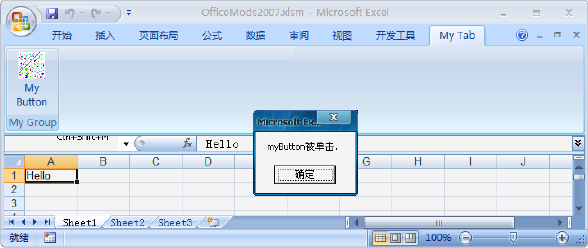 OfficeMods2007.xlsm - Microsoft Excel
开始 插入 页面布局 公式 数据 审阅 视图 开发工具 My Tab
My
Button
My Group
Microsoft Ex...
myButton被单击.
确定
Ctrl+Shift+M
fx Hello
A B C D G H I J
1 Hello
2
3
4
Sheet1 Sheet2 Sheet3
就绪 100%